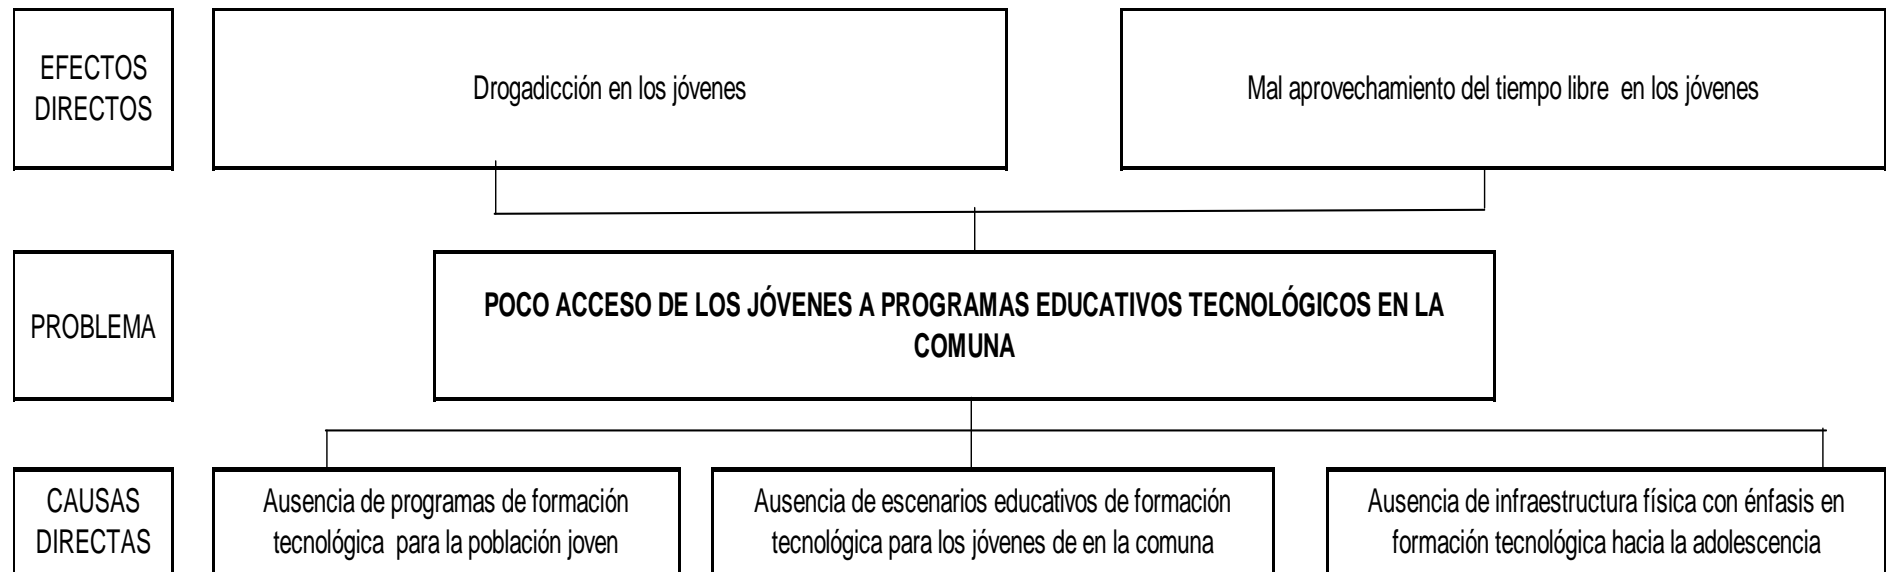 EFECTOS
DIRECTOS
Drogadicción en los jóvenes
Mal aprovechamiento del tiempo libre en los jóvenes
PROBLEMA
POCO ACCESO DE LOS JÓVENES A PROGRAMAS EDUCATIVOS TECNOLÓGICOS EN LA
COMUNA
CAUSAS
DIRECTAS
Ausencia de programas de formación
tecnológica para la población joven
Ausencia de escenarios educativos de formación
tecnológica para los jóvenes de en la comuna
Ausencia de infraestructura física con énfasis en
formación tecnológica hacia la adolescencia